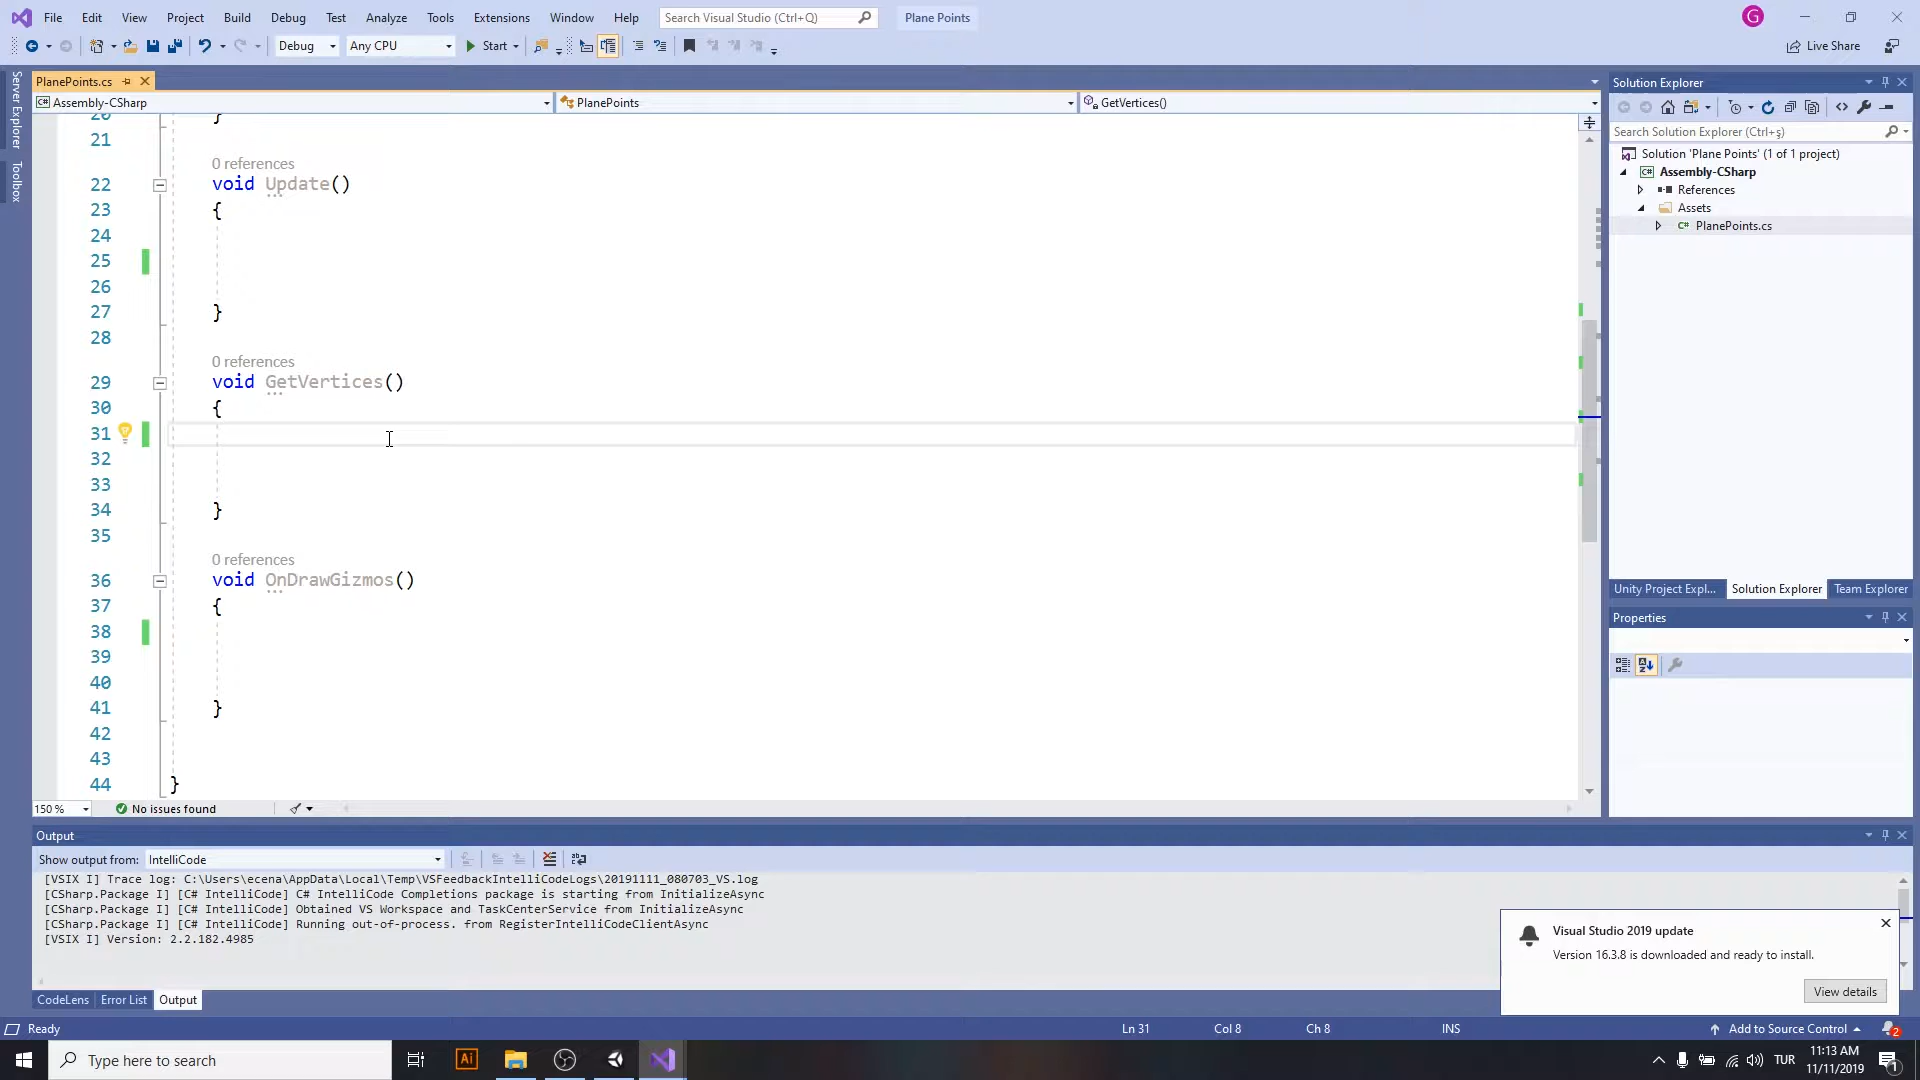 File Edit View Project Build Debug Test Analyze Tools Extensions Window Help Search Visual Studio (Ctrl+Q) Plane Points G
Debug Any CPU Start Live Share
Server Explorer
Toolbox
PlanePoints.cs
Assembly-CSharp PlanePoints GetVertices()
20 }
21
0 references
22 void Update()
23 {
24
25
26
27 }
28
0 references
29 void GetVertices()
30 {
31
32
33
34 }
35
0 references
36 void OnDrawGizmos()
37 {
38
39
40
41 }
42
43
44 }
150 % No issues found
Solution Explorer
Search Solution Explorer (Ctrl+ş)
Solution 'Plane Points' (1 of 1 project)
Assembly-CSharp
References
Assets
PlanePoints.cs
Unity Project Expl... Solution Explorer Team Explorer
Properties
Output
Show output from: IntelliCode
[VSIX I] Trace log: C:\Users\ecena\AppData\Local\Temp\VSFeedbackIntelliCodeLogs\20191111_080703_VS.log
[CSharp.Package I] [C# IntelliCode] C# IntelliCode Completions package is starting from InitializeAsync
[CSharp.Package I] [C# IntelliCode] Obtained VS Workspace and TaskCenterService from InitializeAsync
[CSharp.Package I] [C# IntelliCode] Running out-of-process. from RegisterIntelliCodeClientAsync
[VSIX I] Version: 2.2.182.4985
Visual Studio 2019 update
Version 16.3.8 is downloaded and ready to install.
View details
CodeLens Error List Output
Ready Ln 31 Col 8 Ch 8 INS Add to Source Control 2
Type here to search Ai TUR 11:13 AM
11/11/2019 1